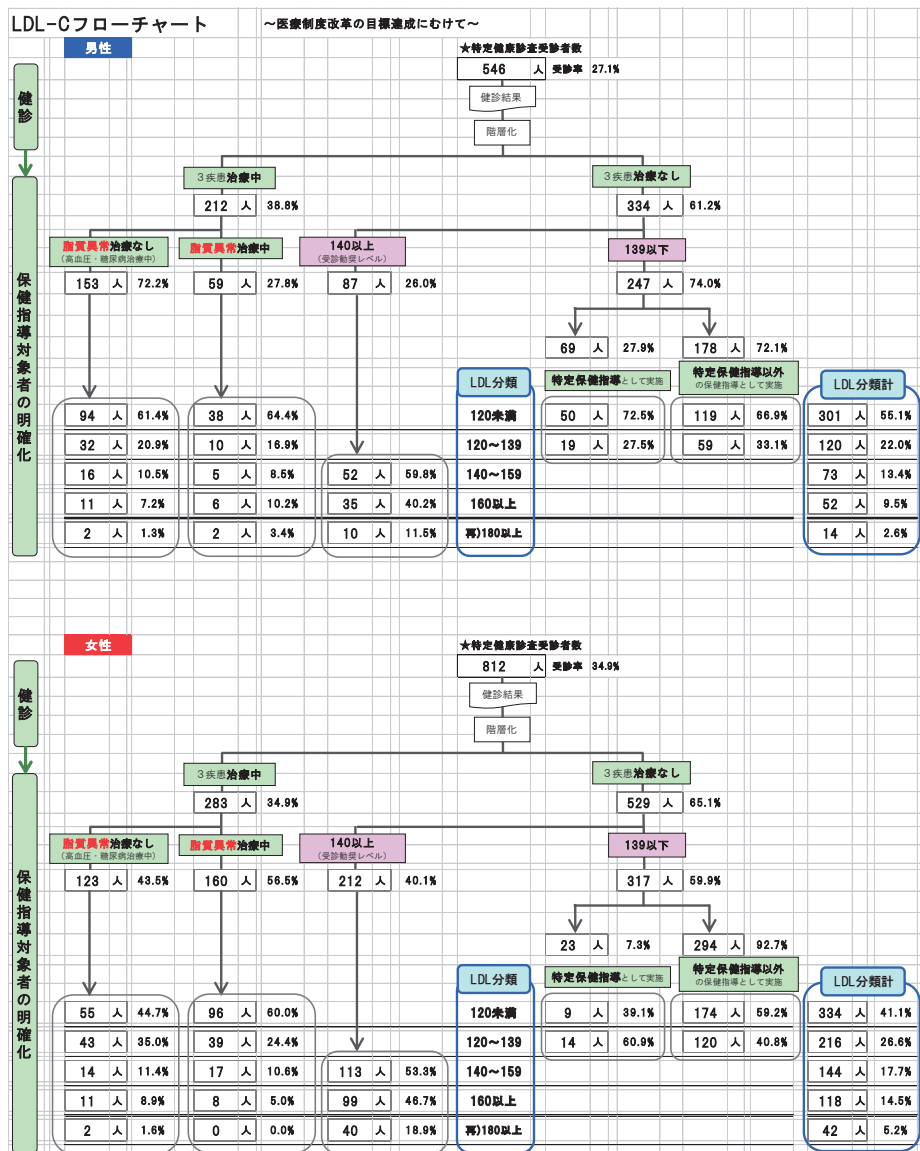 LDL-Cフローチャート ～医療制度改革の目標達成にむけて～
男性
★特定健康診査受診者数
546 人 受診率 27.1%
健診
健診結果
階層化
3疾患治療中 3疾患治療なし
212 人 38.8% 334 人 61.2%
脂質異常治療なし 脂質異常治療中 140以上 139以下
(高血圧・糖尿病治療中) (受診勧奨レベル)
153 人 72.2% 59 人 27.8% 87 人 26.0% 247 人 74.0%
保健指導対象者の明確化
69 人 27.9% 178 人 72.1%
LDL分類 特定保健指導として実施 特定保健指導以外 LDL分類計
の保健指導として実施
94 人 61.4% 38 人 64.4% 120未満 50 人 72.5% 119 人 66.9% 301 人 55.1%
32 人 20.9% 10 人 16.9% 120～139 19 人 27.5% 59 人 33.1% 120 人 22.0%
16 人 10.5% 5 人 8.5% 52 人 59.8% 140～159 73 人 13.4%
11 人 7.2% 6 人 10.2% 35 人 40.2% 160以上 52 人 9.5%
2 人 1.3% 2 人 3.4% 10 人 11.5% 再)180以上 14 人 2.6%
女性
★特定健康診査受診者数
812 人 受診率 34.9%
健診
健診結果
階層化
3疾患治療中 3疾患治療なし
283 人 34.9% 529 人 65.1%
脂質異常治療なし 脂質異常治療中 140以上 139以下
(高血圧・糖尿病治療中) (受診勧奨レベル)
123 人 43.5% 160 人 56.5% 212 人 40.1% 317 人 59.9%
保健指導対象者の明確化
23 人 7.3% 294 人 92.7%
LDL分類 特定保健指導として実施 特定保健指導以外 LDL分類計
の保健指導として実施
55 人 44.7% 96 人 60.0% 120未満 9 人 39.1% 174 人 59.2% 334 人 41.1%
43 人 35.0% 39 人 24.4% 120～139 14 人 60.9% 120 人 40.8% 216 人 26.6%
14 人 11.4% 17 人 10.6% 113 人 53.3% 140～159 144 人 17.7%
11 人 8.9% 8 人 5.0% 99 人 46.7% 160以上 118 人 14.5%
2 人 1.6% 0 人 0.0% 40 人 18.9% 再)180以上 42 人 5.2%